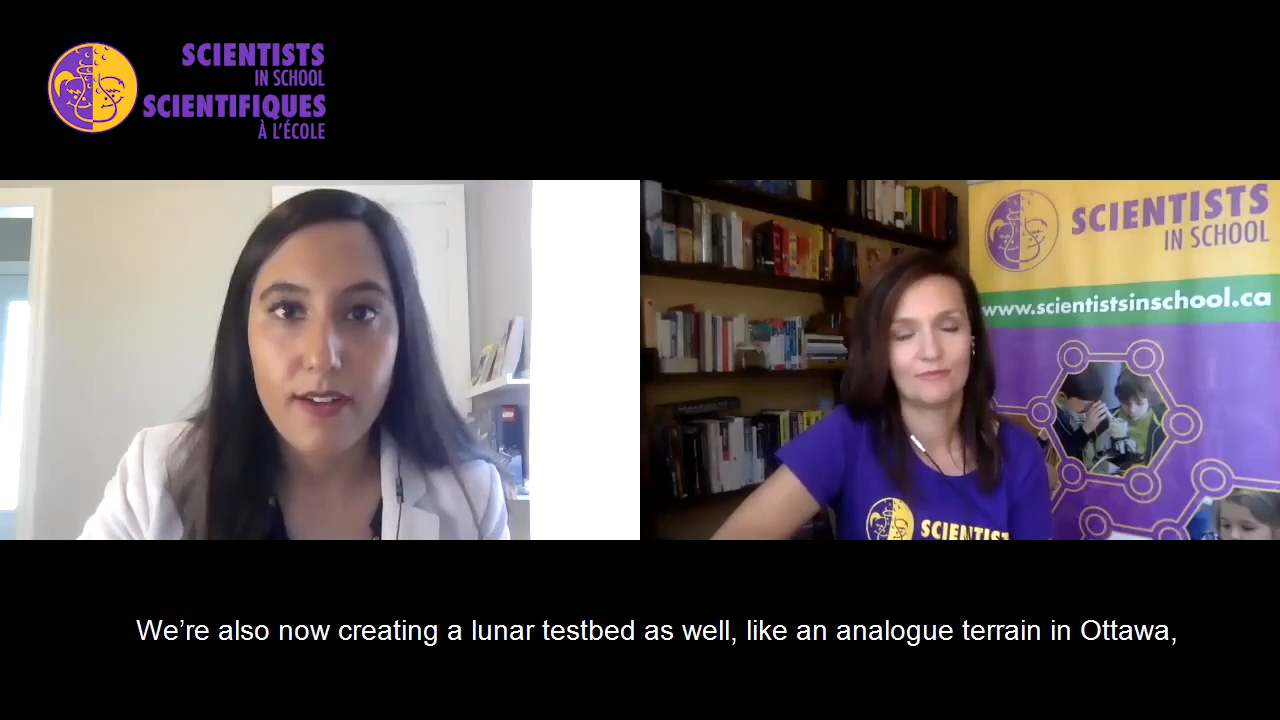 SCIENTISTS
IN SCHOOL
SCIENTIFIQUES
À L'ÉCOLE
SCIENTISTS
IN SCHOOL
www.scientistsinschool.ca
We’re also now creating a lunar testbed as well, like an analogue terrain in Ottawa,